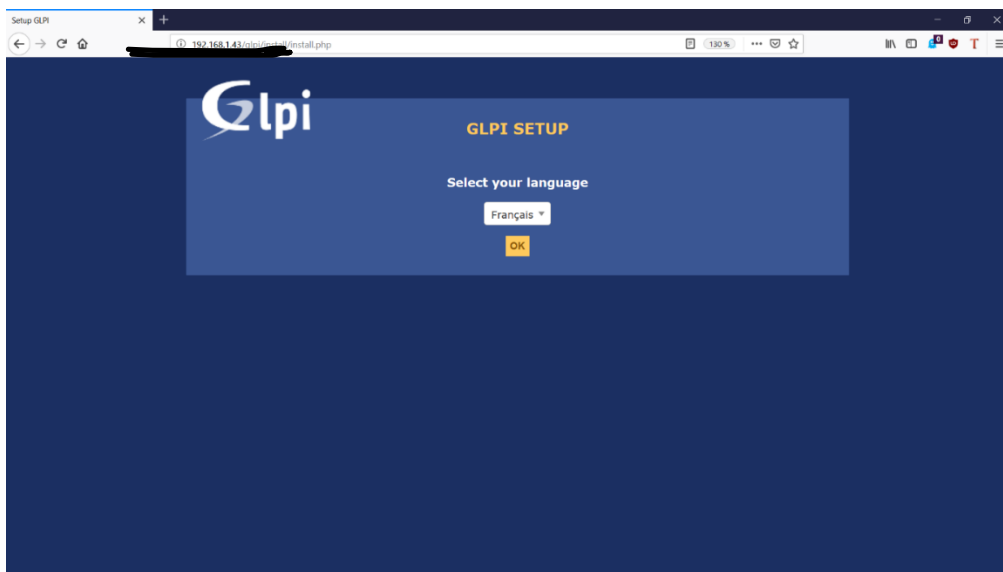 Setup GLPI
192.168.1.43/glpi/install/install.php
130 %
0
T
Glpi
GLPI SETUP
Select your language
Français
OK